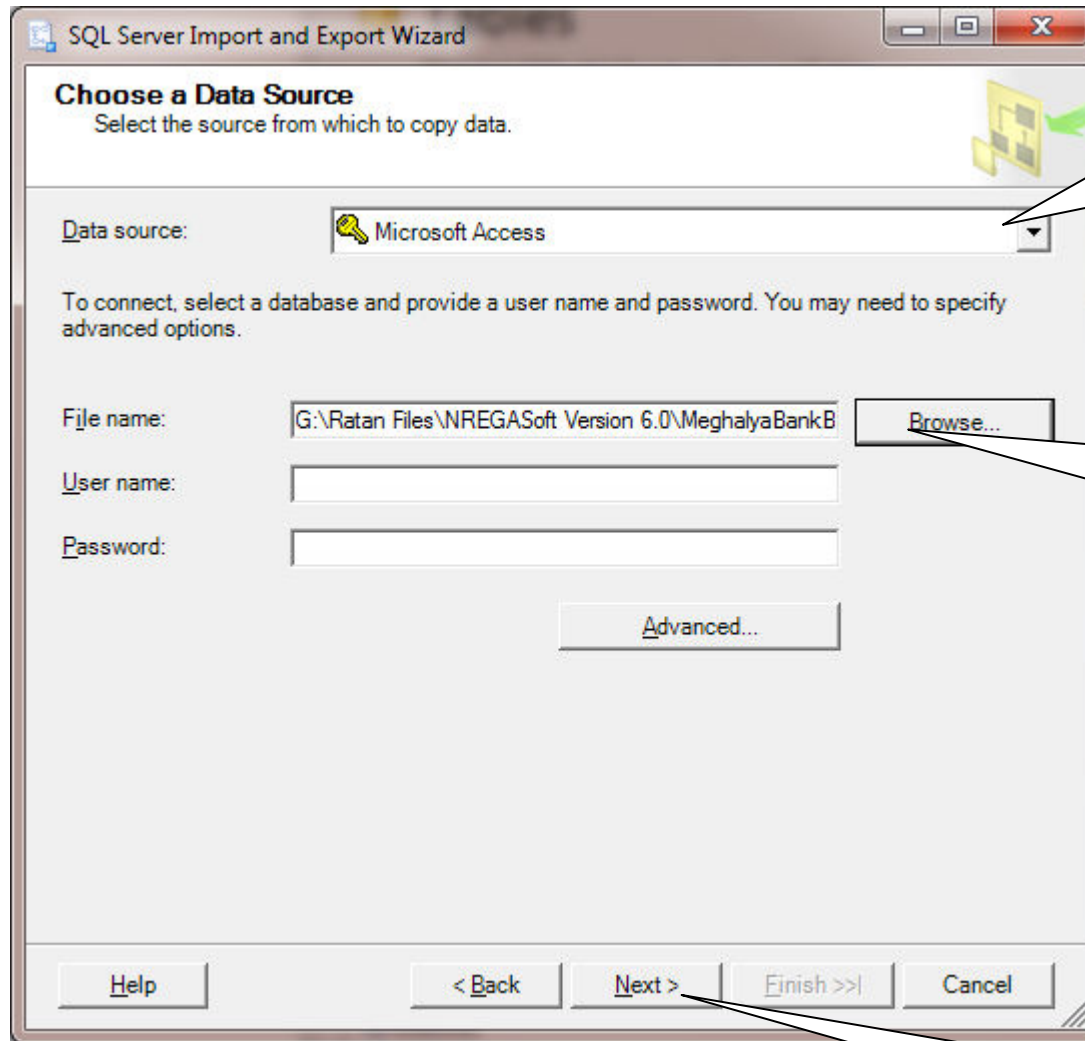 SQL Server Import and Export Wizard
Choose a Data Source
Select the source from which to copy data.
Data source:
Microsoft Access
To connect, select a database and provide a user name and password. You may need to specify
advanced options.
File name:
G:\Ratan Files\NREGASoft Version 6.0\MeghalyaBankB
Browse...
User name:
Password:
Advanced...
Help
< Back
Next >
Finish >>|
Cancel